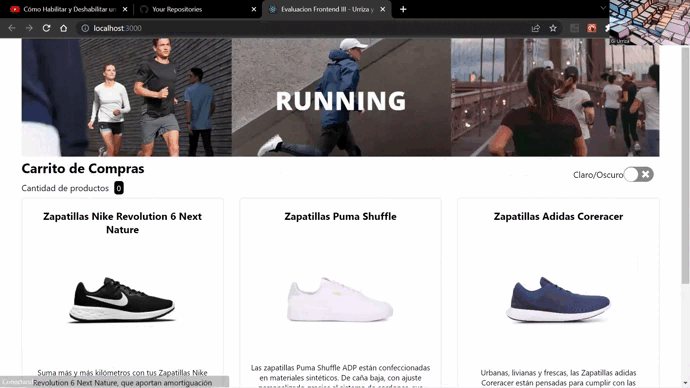 Cómo Habilitar y Deshabilitar un
Your Repositories
Evaluacion Frontend III - Urriza y
localhost:3000
RUNNING
Carrito de Compras
Claro/Oscuro
Cantidad de productos 0
Zapatillas Nike Revolution 6 Next
Nature
Zapatillas Puma Shuffle
Zapatillas Adidas Coreracer
Suma más y más kilómetros con tus Zapatillas Nike
Revolution 6 Next Nature, que aportan amortiguación
Las zapatillas Puma Shuffle ADP están confeccionadas
en materiales sintéticos. De caña baja, con ajuste
Urbanas, livianas y frescas, las Zapatillas adidas
Coreracer están pensadas para cumplir con las